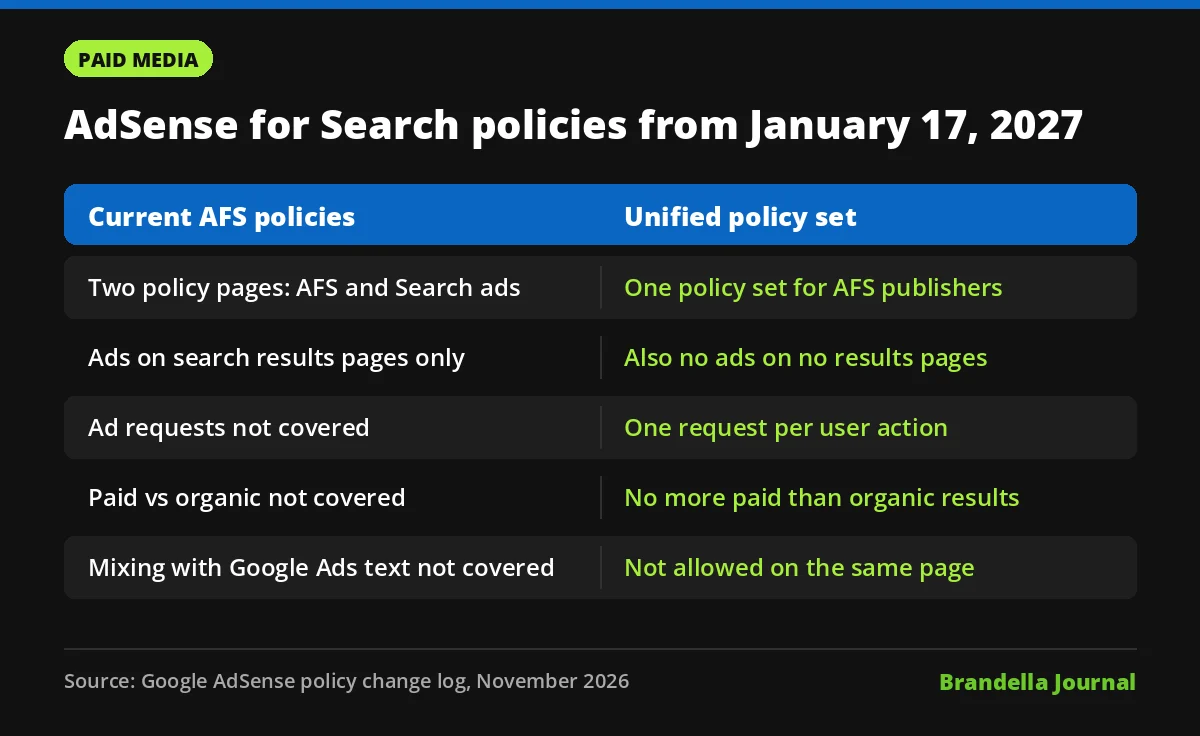 PAID MEDIA
AdSense for Search policies from January 17, 2027
Current AFS policies
Unified policy set
Two policy pages: AFS and Search ads
One policy set for AFS publishers
Ads on search results pages only
Also no ads on no results pages
Ad requests not covered
One request per user action
Paid vs organic not covered
No more paid than organic results
Mixing with Google Ads text not covered
Not allowed on the same page
Source: Google AdSense policy change log, November 2026
Brandella Journal